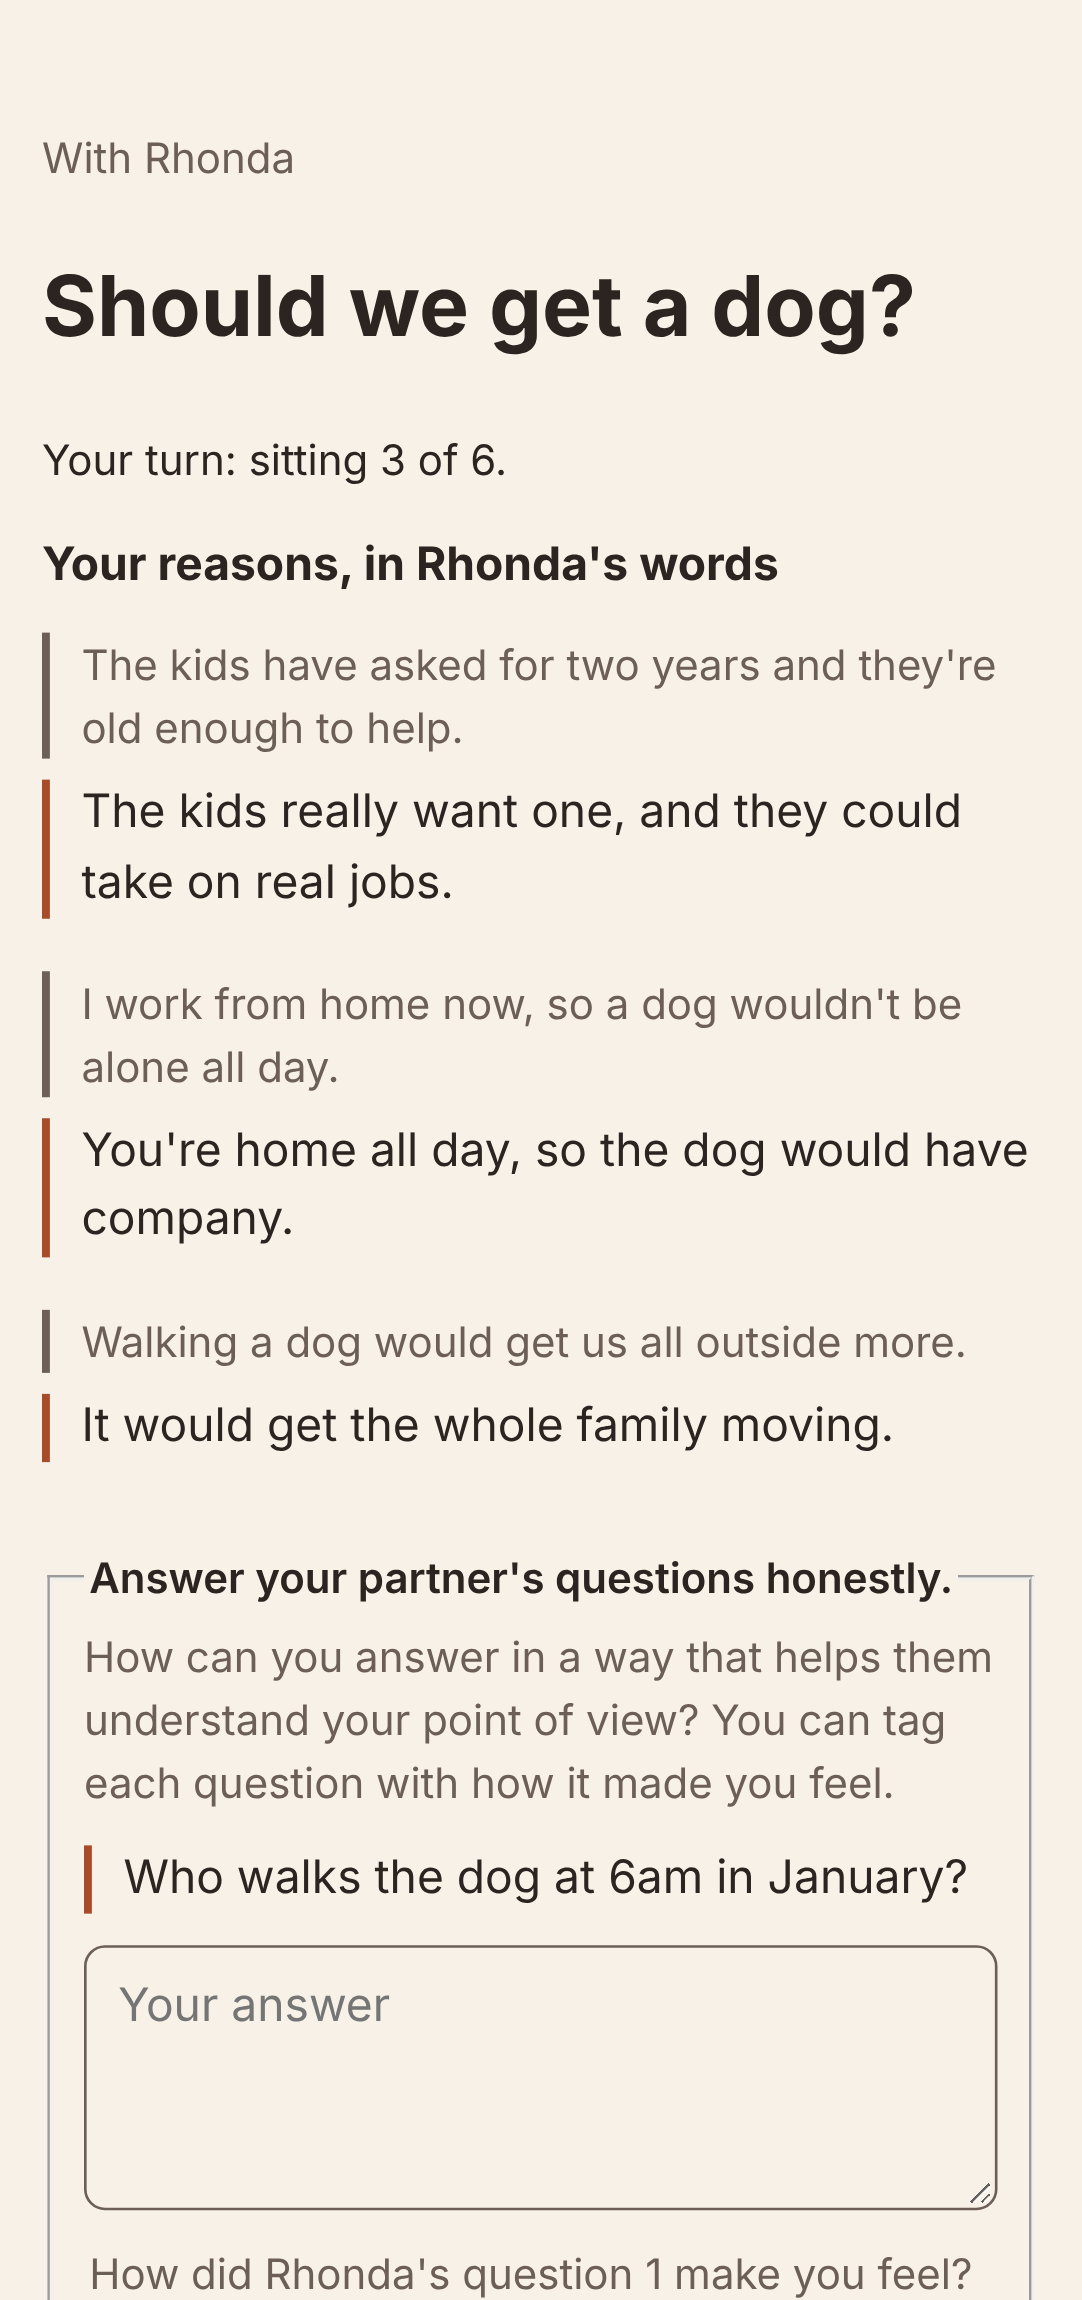 With Rhonda
Should we get a dog?
Your turn: sitting 3 of 6.
Your reasons, in Rhonda's words
The kids have asked for two years and they're
old enough to help.
The kids really want one, and they could
take on real jobs.
I work from home now, so a dog wouldn't be
alone all day.
You're home all day, so the dog would have
company.
Walking a dog would get us all outside more.
It would get the whole family moving.
Answer your partner's questions honestly.
How can you answer in a way that helps them
understand your point of view? You can tag
each question with how it made you feel.
Who walks the dog at 6am in January?
Your answer
How did Rhonda's question 1 make you feel?